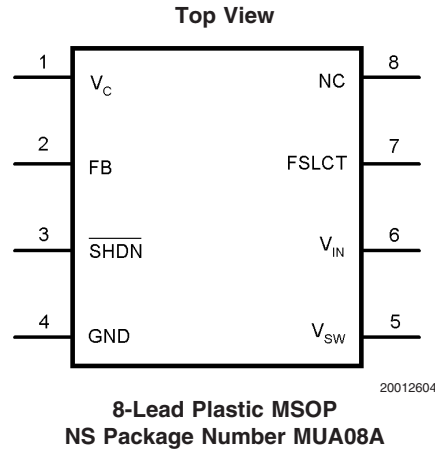 Top View
1 V_C NC 8
2 FB FSLCT 7
3 SHDN V_IN 6
4 GND V_SW 5
20012604
8-Lead Plastic MSOP
NS Package Number MUA08A